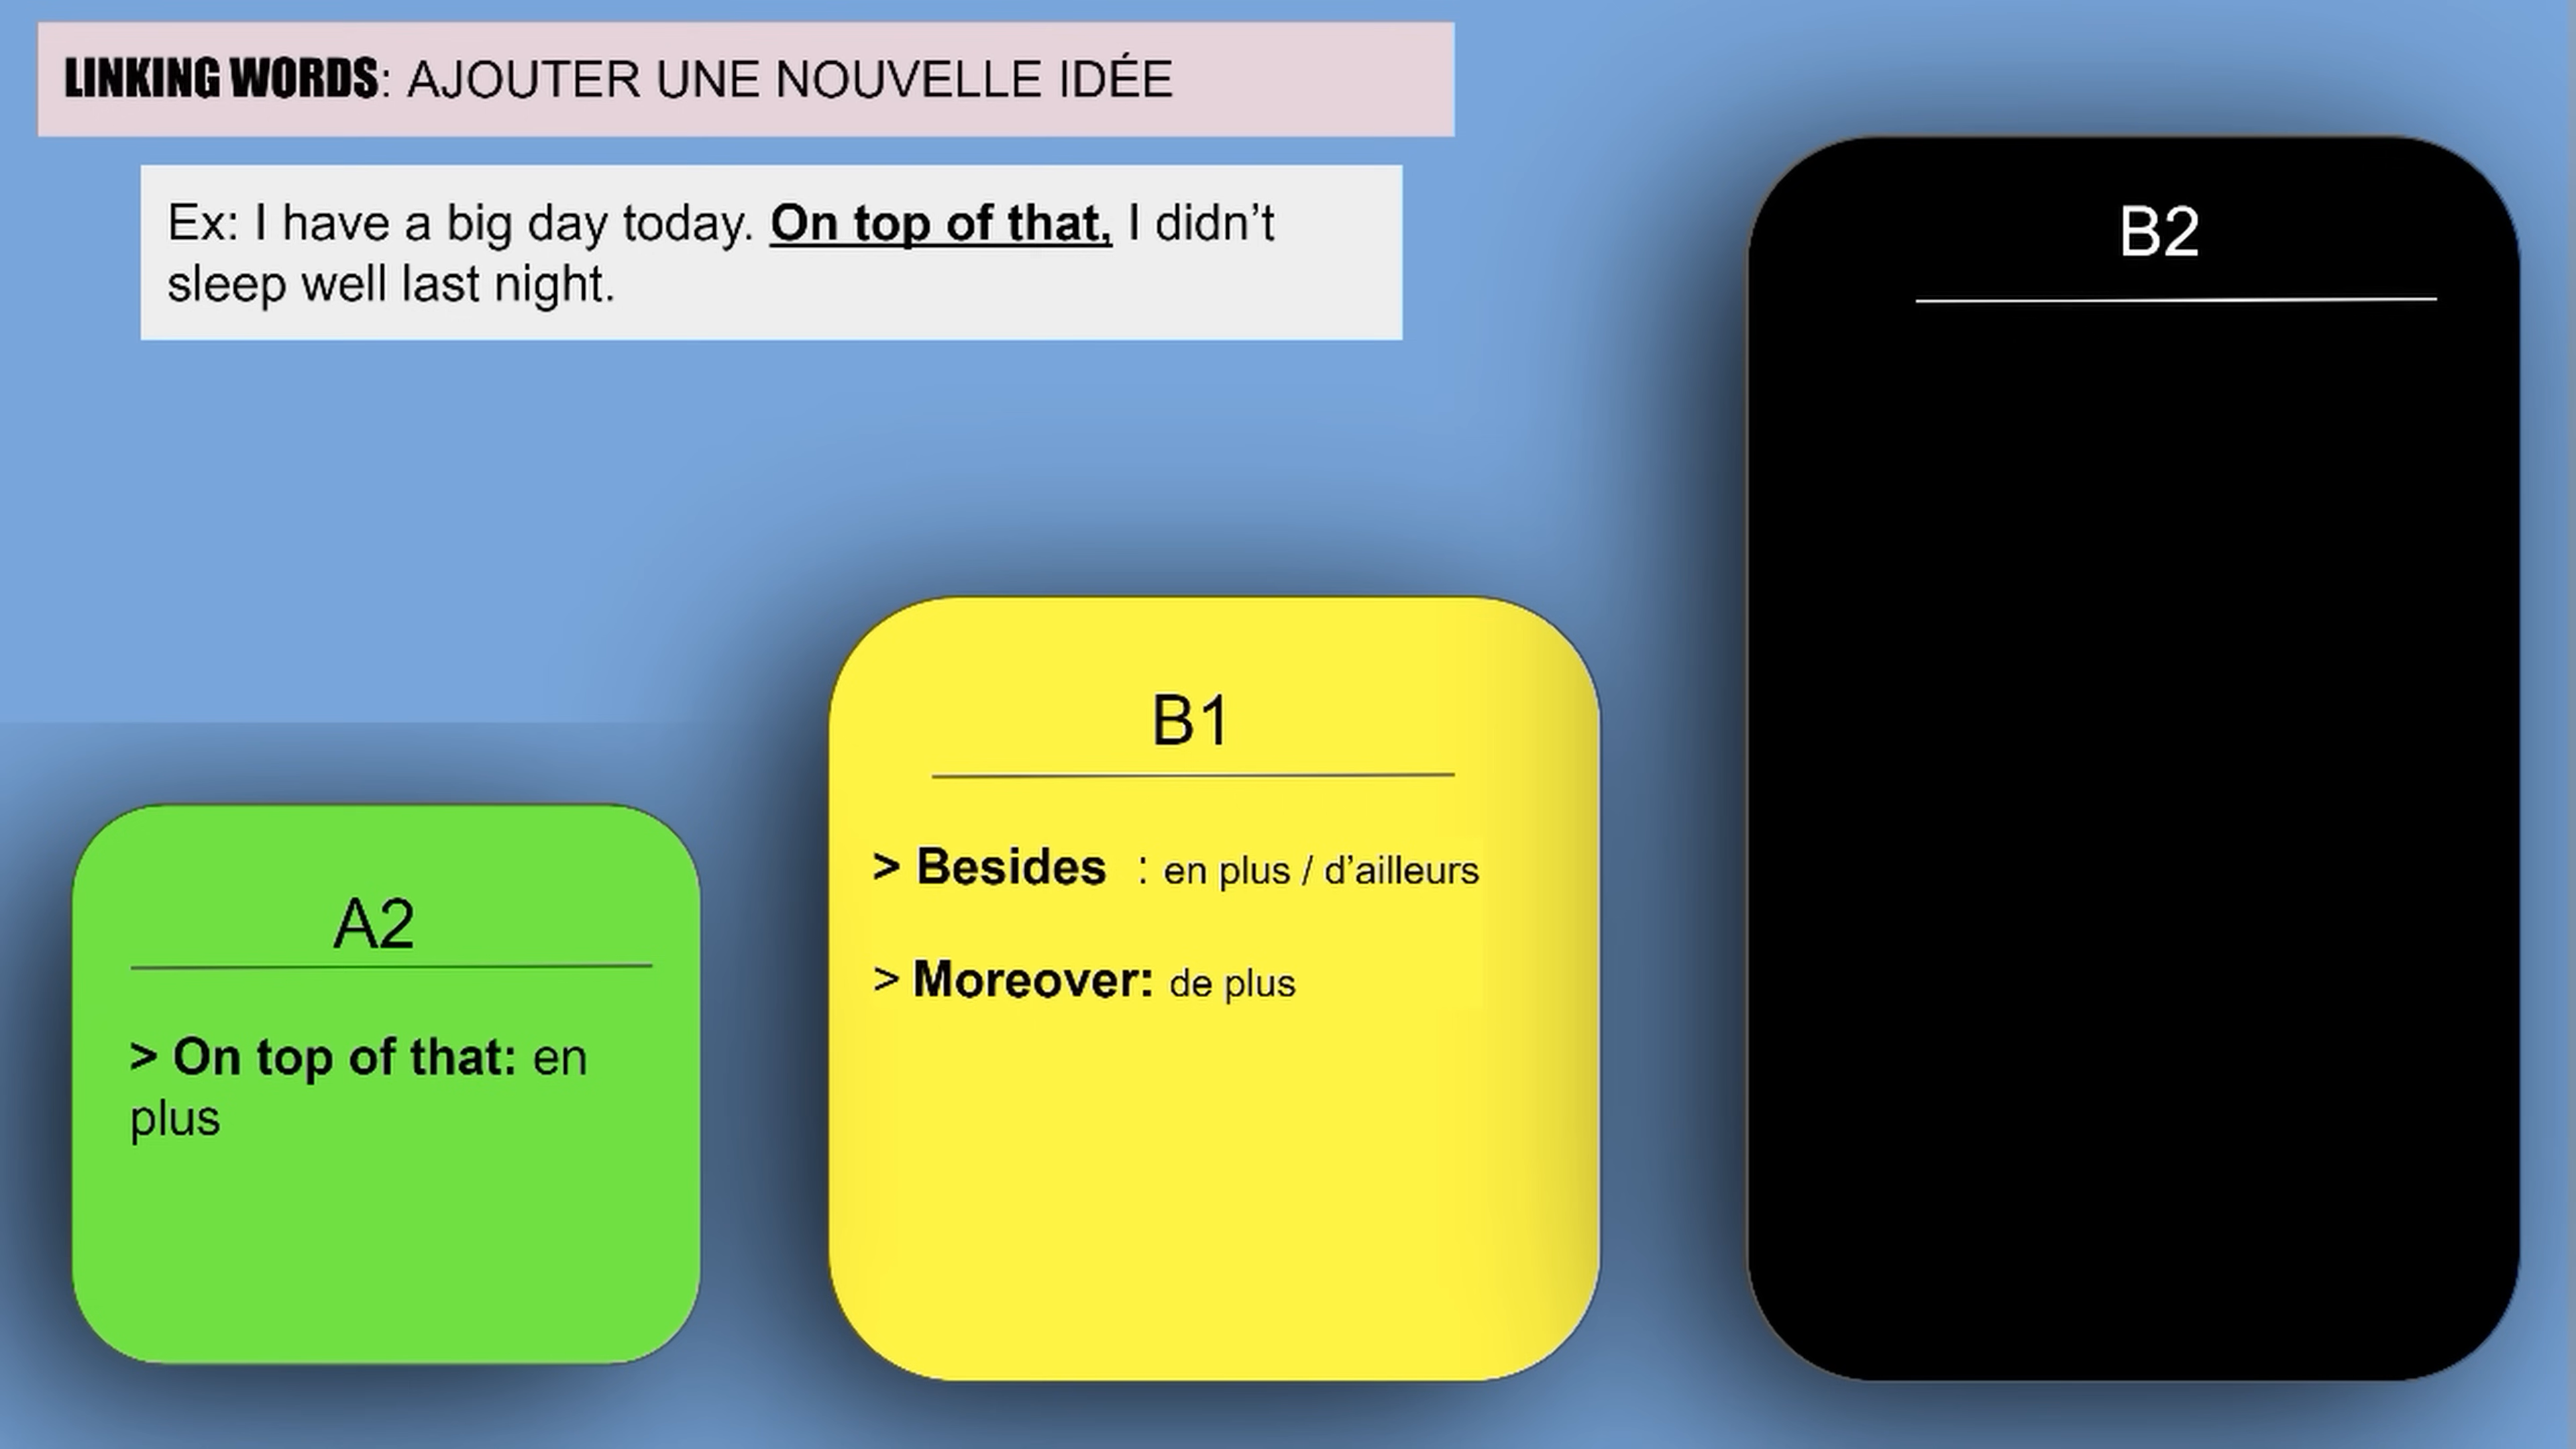 LINKING WORDS: AJOUTER UNE NOUVELLE IDÉE
Ex: I have a big day today. On top of that, I didn’t
sleep well last night.
A2
> On top of that: en
plus
B1
> Besides : en plus / d’ailleurs
> Moreover: de plus
B2